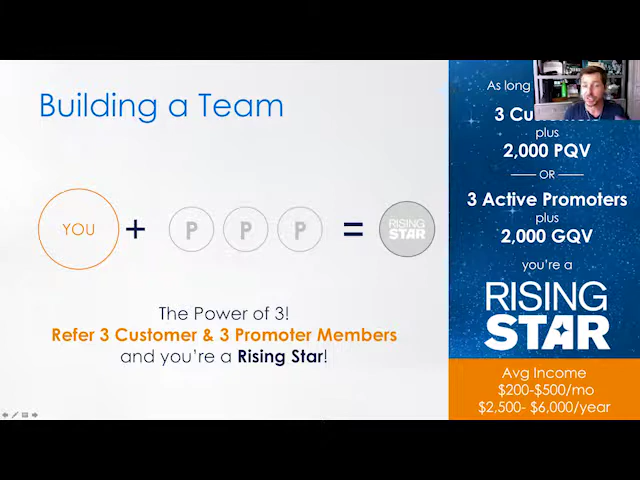 Building a Team
YOU + P P P = RISING STAR
The Power of 3!
Refer 3 Customer & 3 Promoter Members
and you're a Rising Star!
As long
3
plus
2,000 PQV
OR
3 Active Promoters
plus
2,000 GQV
you're a
RISING
STAR
Avg Income
$200-$500/mo
$2,500- $6,000/year